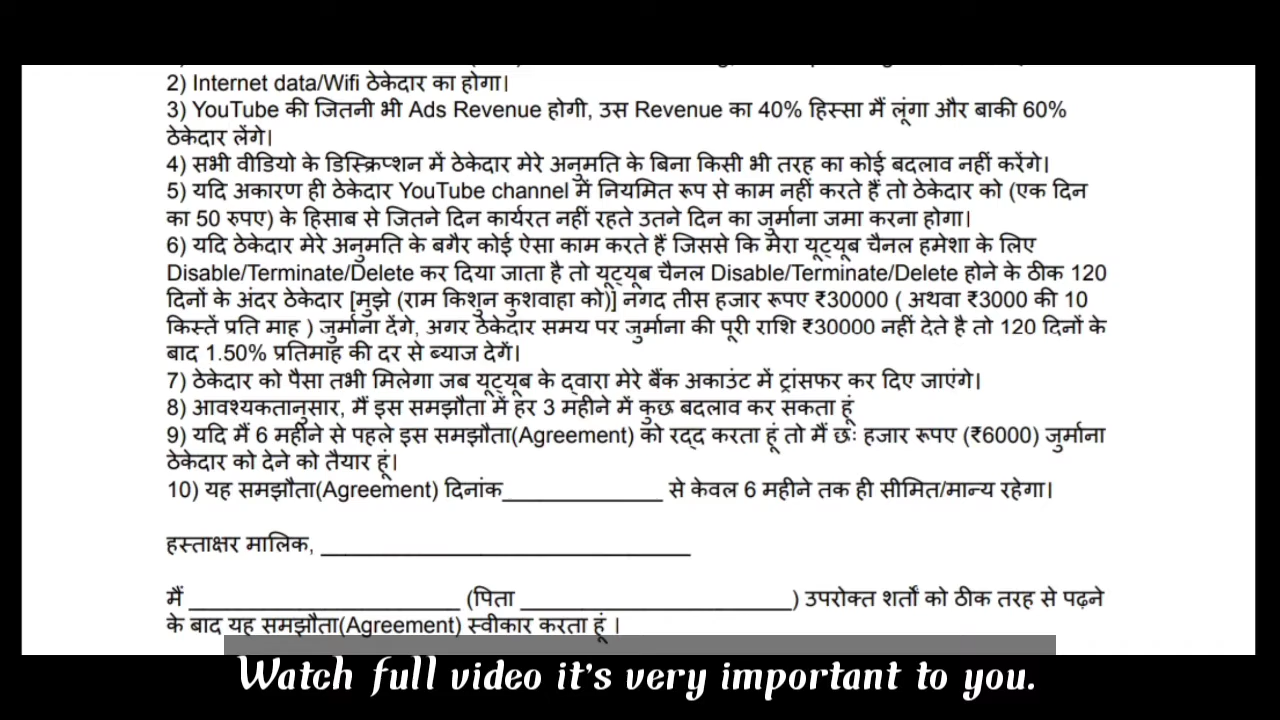 2) Internet data/Wifi ठेकेदार का होगा।
3) YouTube की जितनी भी Ads Revenue होगी, उस Revenue का 40% हिस्सा मैं लूंगा और बाकी 60%
ठेकेदार लेंगे।
4) सभी वीडियो के डिस्क्रिप्शन में ठेकेदार मेरे अनुमति के बिना किसी भी तरह का कोई बदलाव नहीं करेंगे।
5) यदि अकारण ही ठेकेदार YouTube channel में नियमित रूप से काम नहीं करते हैं तो ठेकेदार को (एक दिन
का 50 रुपए) के हिसाब से जितने दिन कार्यरत नहीं रहते उतने दिन का जुर्माना जमा करना होगा।
6) यदि ठेकेदार मेरे अनुमति के बगैर कोई ऐसा काम करते हैं जिससे कि मेरा यूट्यूब चैनल हमेशा के लिए
Disable/Terminate/Delete कर दिया जाता है तो यूट्यूब चैनल Disable/Terminate/Delete होने के ठीक 120
दिनों के अंदर ठेकेदार [मुझे (राम किशुन कुशवाहा को)] नगद तीस हजार रूपए ₹30000 ( अथवा ₹3000 की 10
किस्तें प्रति माह ) जुर्माना देंगे, अगर ठेकेदार समय पर जुर्माना की पूरी राशि ₹30000 नहीं देते है तो 120 दिनों के
बाद 1.50% प्रतिमाह की दर से ब्याज देगें।
7) ठेकेदार को पैसा तभी मिलेगा जब यूट्यूब के द्वारा मेरे बैंक अकाउंट में ट्रांसफर कर दिए जाएंगे।
8) आवश्यकतानुसार, मैं इस समझौता में हर 3 महीने में कुछ बदलाव कर सकता हूं
9) यदि मैं 6 महीने से पहले इस समझौता(Agreement) को रद्द करता हूं तो मैं छः हजार रूपए (₹6000) जुर्माना
ठेकेदार को देने को तैयार हूं।
10) यह समझौता(Agreement) दिनांक_____________ से केवल 6 महीने तक ही सीमित/मान्य रहेगा।
हस्ताक्षर मालिक, ______________________________
मैं ______________________ (पिता ______________________) उपरोक्त शर्तों को ठीक तरह से पढ़ने
के बाद यह समझौता(Agreement) स्वीकार करता हूं ।
Watch full video it's very important to you.